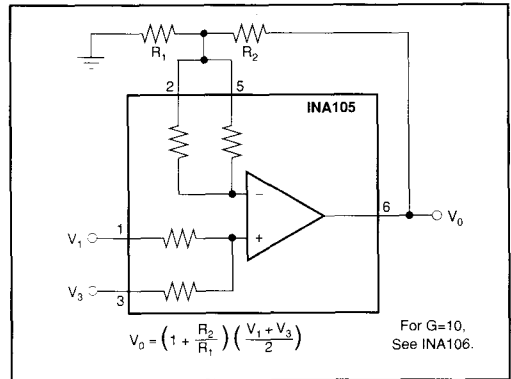 R₁ R₂
2 5
INA105
6
V₀
V₁ 1
−
+
V₃ 3
V₀ = (1 + R₂/R₁) (V₁ + V₃/2)
For G=10,
See INA106.